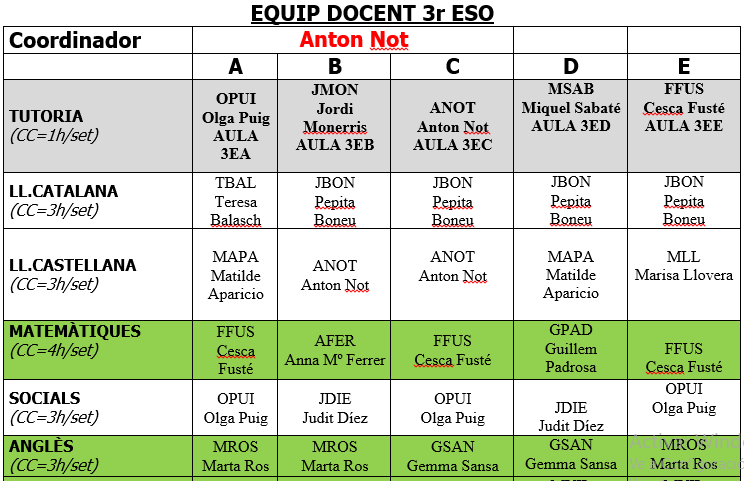 EQUIP DOCENT 3r ESO
Coordinador Anton Not
A B C D E
TUTORIA
(CC=1h/set)
OPUI
Olga Puig
AULA
3EA
JMON
Jordi
Monerris
AULA 3EB
ANOT
Anton Not
AULA 3EC
MSAB
Miquel Sabaté
AULA 3ED
FFUS
Cesca Fusté
AULA 3EE
LL.CATALANA
(CC=3h/set)
TBAL
Teresa
Balasch
JBON
Pepita
Boneu
JBON
Pepita
Boneu
JBON
Pepita
Boneu
JBON
Pepita
Boneu
LL.CASTELLANA
(CC=3h/set)
MAPA
Matilde
Aparicio
ANOT
Anton Not
ANOT
Anton Not
MAPA
Matilde
Aparicio
MLL
Marisa Llovera
MATEMÀTIQUES
(CC=4h/set)
FFUS
Cesca
Fusté
AFER
Anna Mº Ferrer
FFUS
Cesca Fusté
GPAD
Guillem
Padrosa
FFUS
Cesca Fusté
SOCIALS
(CC=3h/set)
OPUI
Olga Puig
JDIE
Judit Díez
OPUI
Olga Puig
JDIE
Judit Díez
OPUI
Olga Puig
ANGLÈS
(CC=3h/set)
MROS
Marta Ros
MROS
Marta Ros
GSAN
Gemma Sansa
GSAN
Gemma Sansa
MROS
Marta Ros